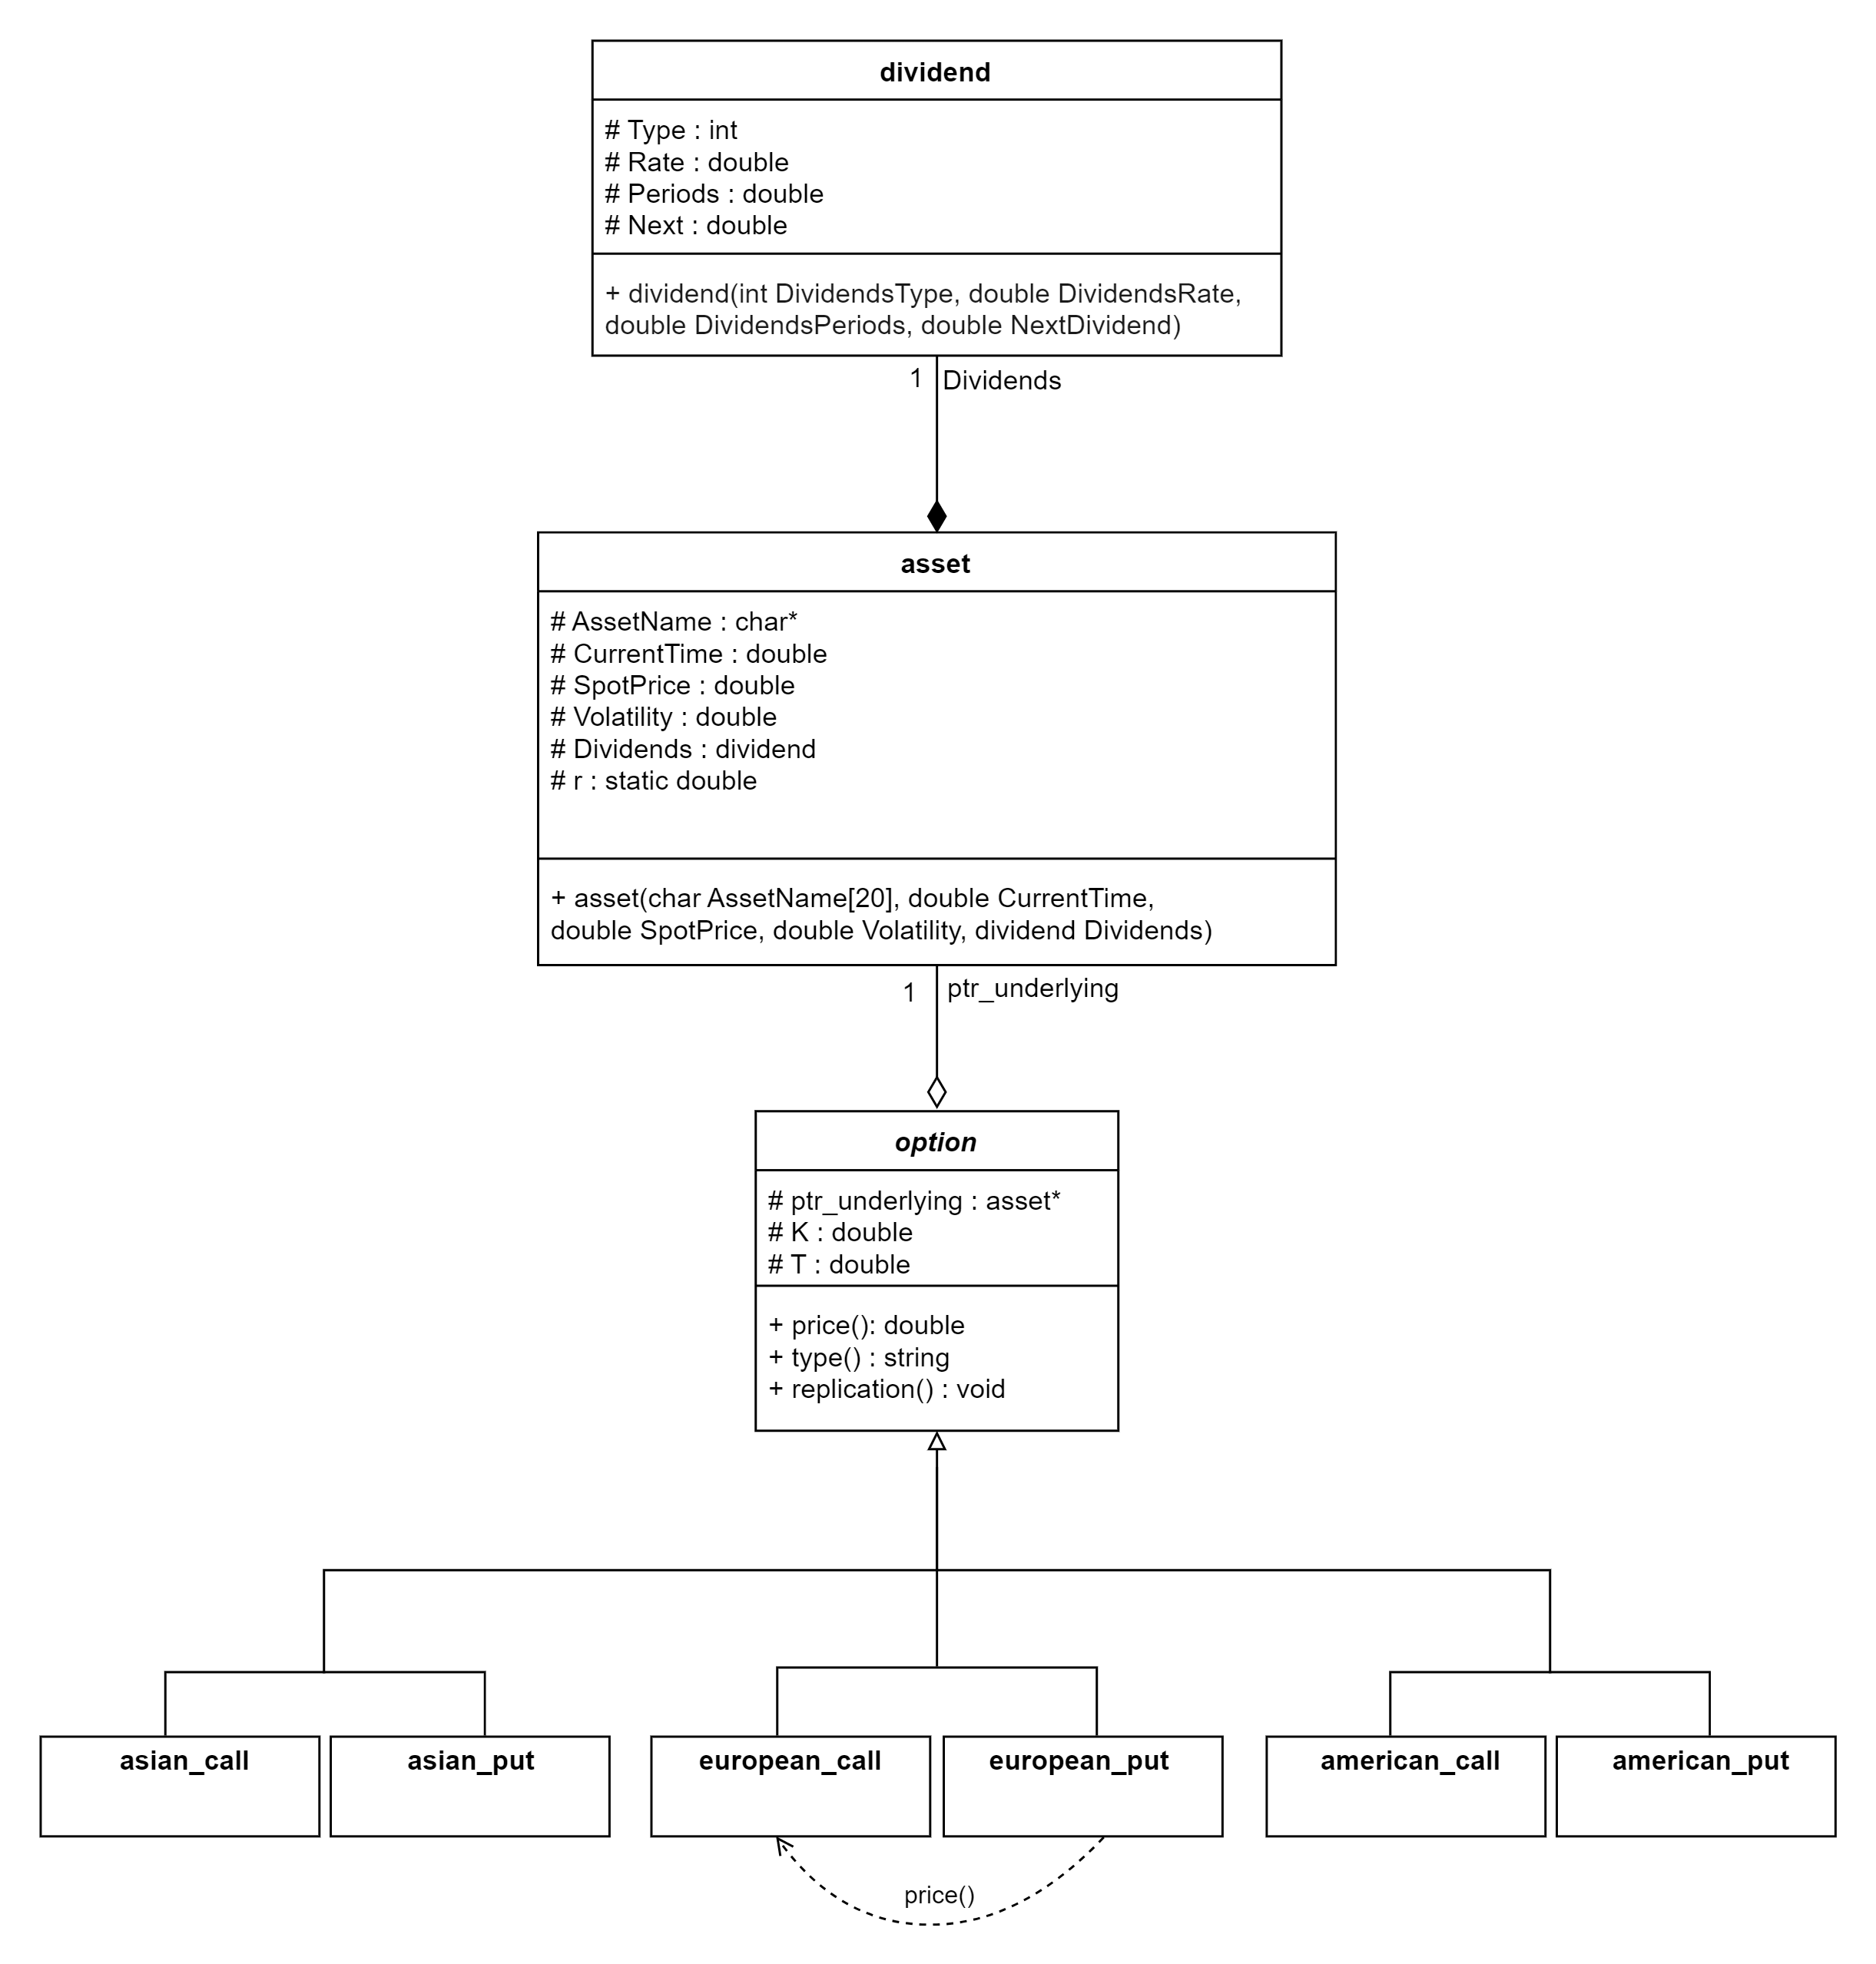 dividend
# Type : int
# Rate : double
# Periods : double
# Next : double
+ dividend(int DividendsType, double DividendsRate,
double DividendsPeriods, double NextDividend)
1 Dividends
asset
# AssetName : char*
# CurrentTime : double
# SpotPrice : double
# Volatility : double
# Dividends : dividend
# r : static double
+ asset(char AssetName[20], double CurrentTime,
double SpotPrice, double Volatility, dividend Dividends)
1 ptr_underlying
option
# ptr_underlying : asset*
# K : double
# T : double
+ price(): double
+ type() : string
+ replication() : void
asian_call
asian_put
european_call
european_put
american_call
american_put
price()